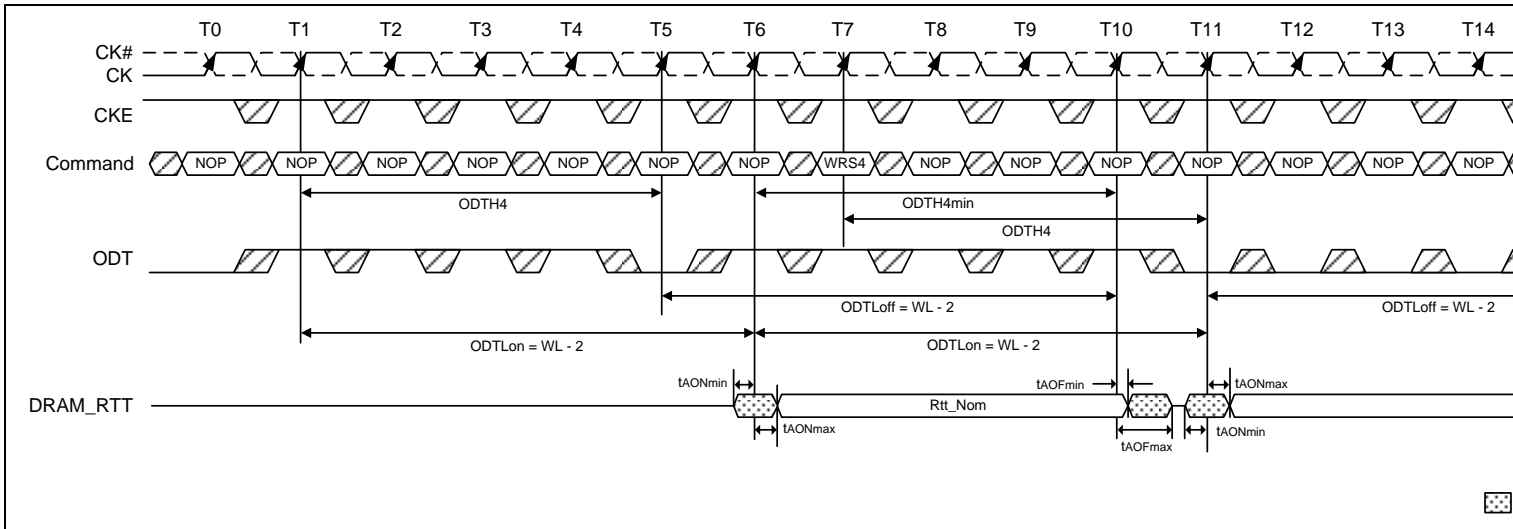 T0 T1 T2 T3 T4 T5 T6 T7 T8 T9 T10 T11 T12 T13 T14
CK#
CK
CKE
Command NOP NOP NOP NOP NOP NOP NOP WRS4 NOP NOP NOP NOP NOP NOP NOP
ODTH4 ODTH4min
ODTH4
ODT
ODTLoff = WL - 2 ODTLoff = WL - 2
ODTLon = WL - 2 ODTLon = WL - 2
tAONmin tAOFmin tAONmax
DRAM_RTT Rtt_Nom
tAONmax tAOFmax tAONmin